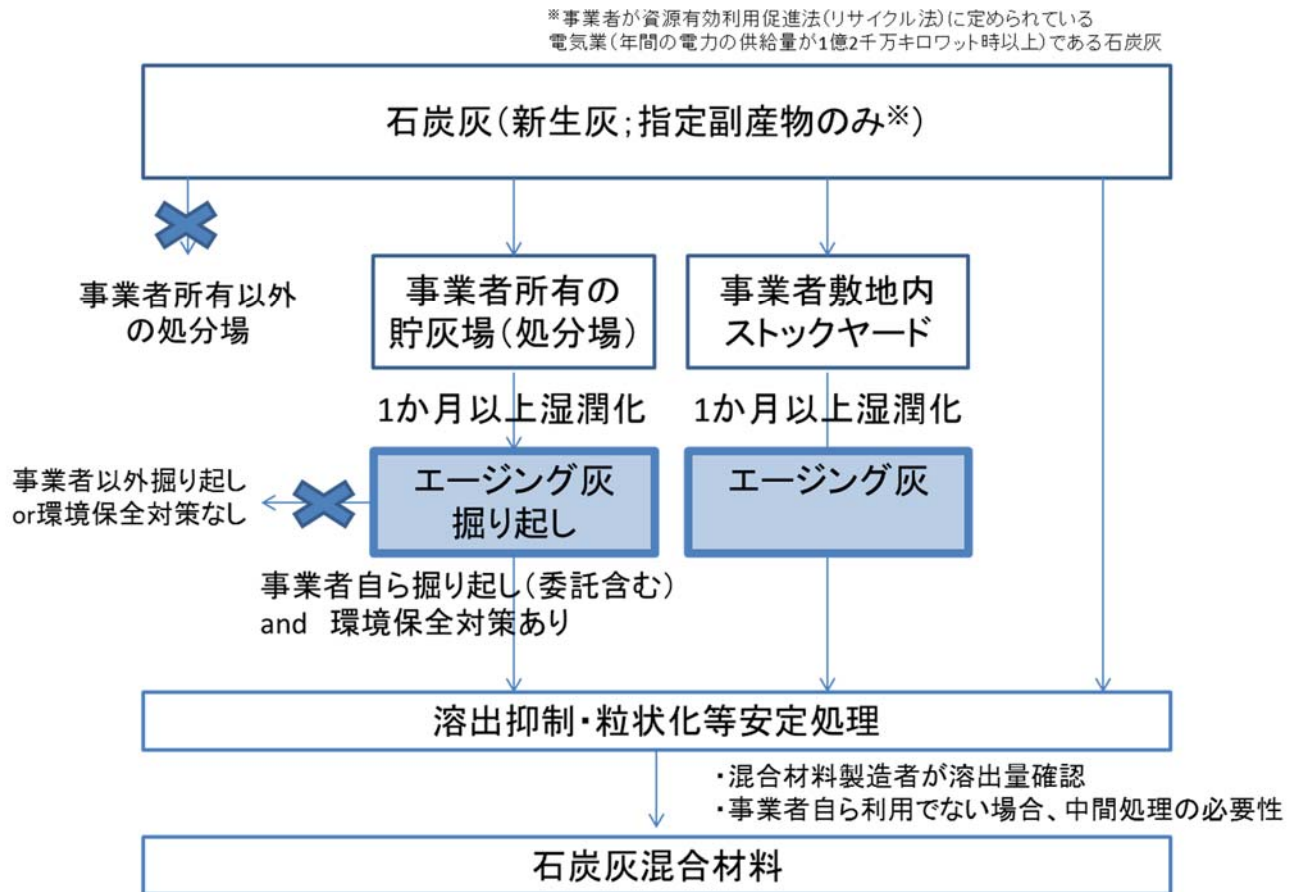 ※事業者が資源有効利用促進法(リサイクル法)に定められている
電気業(年間の電力の供給量が1億2千万キロワット時以上)である石炭灰
石炭灰(新生灰;指定副産物のみ※)
事業者所有以外
の処分場
事業者所有の
貯灰場(処分場)
事業者敷地内
ストックヤード
1か月以上湿潤化
1か月以上湿潤化
事業者以外掘り起し
or環境保全対策なし
エージング灰
掘り起し
エージング灰
事業者自ら掘り起し(委託含む)
and 環境保全対策あり
溶出抑制・粒状化等安定処理
・混合材料製造者が溶出量確認
・事業者自ら利用でない場合、中間処理の必要性
石炭灰混合材料